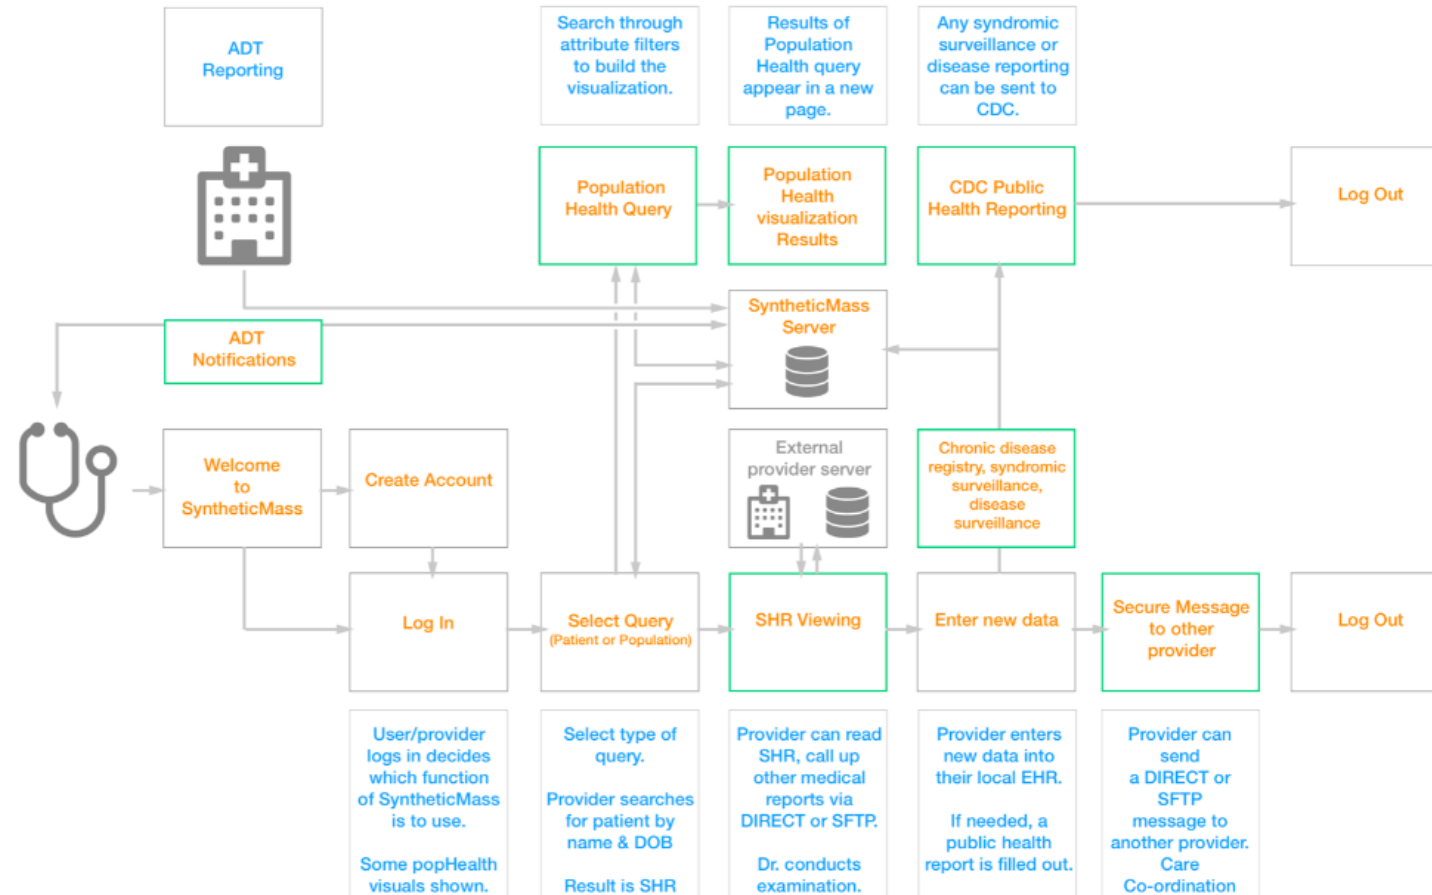 ADT
Reporting
Search through
attribute filters
to build the
visualization.
Results of
Population
Health query
appear in a new
page.
Any syndromic
surveillance or
disease reporting
can be sent to
CDC.
Population
Health Query
Population
Health
visualization
Results
CDC Public
Health Reporting
Log Out
SyntheticMass
Server
ADT
Notifications
Welcome
to
SyntheticMass
Create Account
External
provider server
Chronic disease
registry, syndromic
surveillance,
disease
surveillance
Log In
Select Query
(Patient or Population)
SHR Viewing
Enter new data
Secure Message
to other
provider
Log Out
User/provider
logs in decides
which function
of SyntheticMass
is to use.
Some popHealth
visuals shown.
Select type of
query.
Provider searches
for patient by
name & DOB
Result is SHR
Provider can read
SHR, call up
other medical
reports via
DIRECT or SFTP.
Dr. conducts
examination.
Provider enters
new data into
their local EHR.
If needed, a
public health
report is filled out.
Provider can
send
a DIRECT or
SFTP
message to
another provider.
Care
Co-ordination